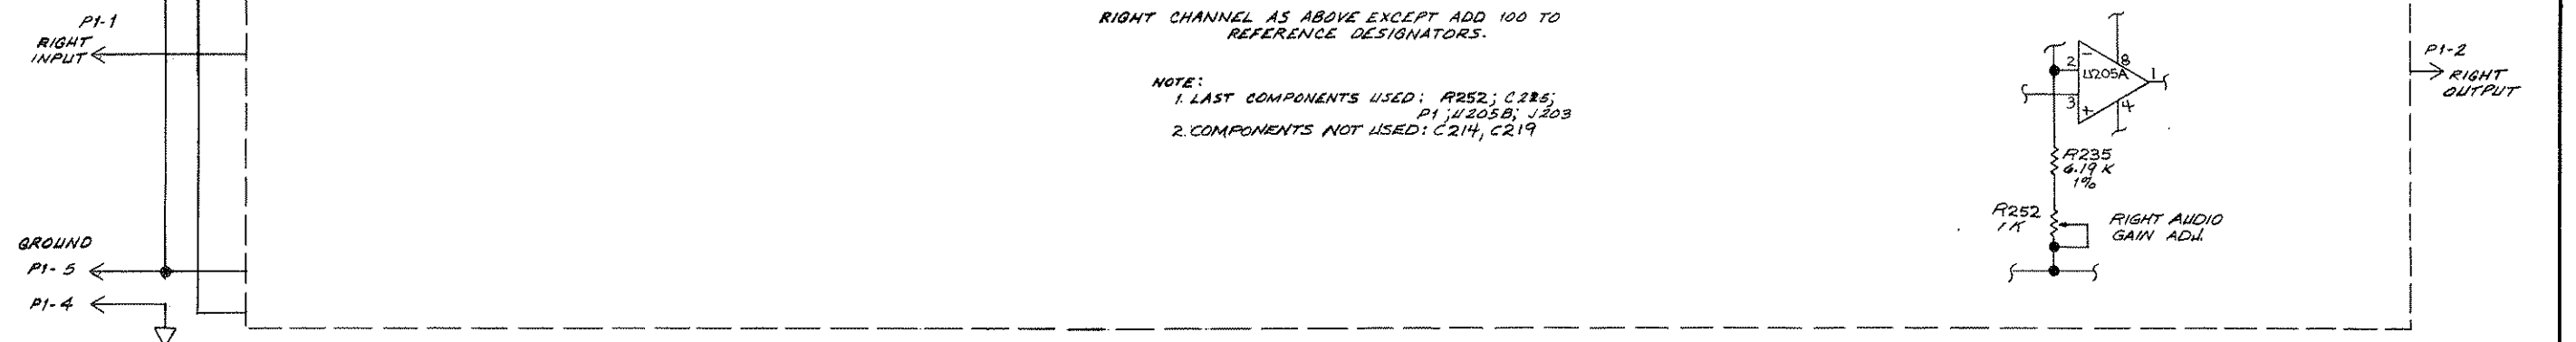 P1-1
RIGHT
INPUT
GROUND
P1-5
P1-4
RIGHT CHANNEL AS ABOVE EXCEPT ADD 100 TO
REFERENCE DESIGNATORS.
NOTE:
1. LAST COMPONENTS USED: R252; C225;
P1; U205B; J203
2. COMPONENTS NOT USED: C214, C219
8
2
-
U205A
1
3
+
4
R235
6.19 K
1%
R252
1K
RIGHT AUDIO
GAIN ADJ.
P1-2
RIGHT
OUTPUT